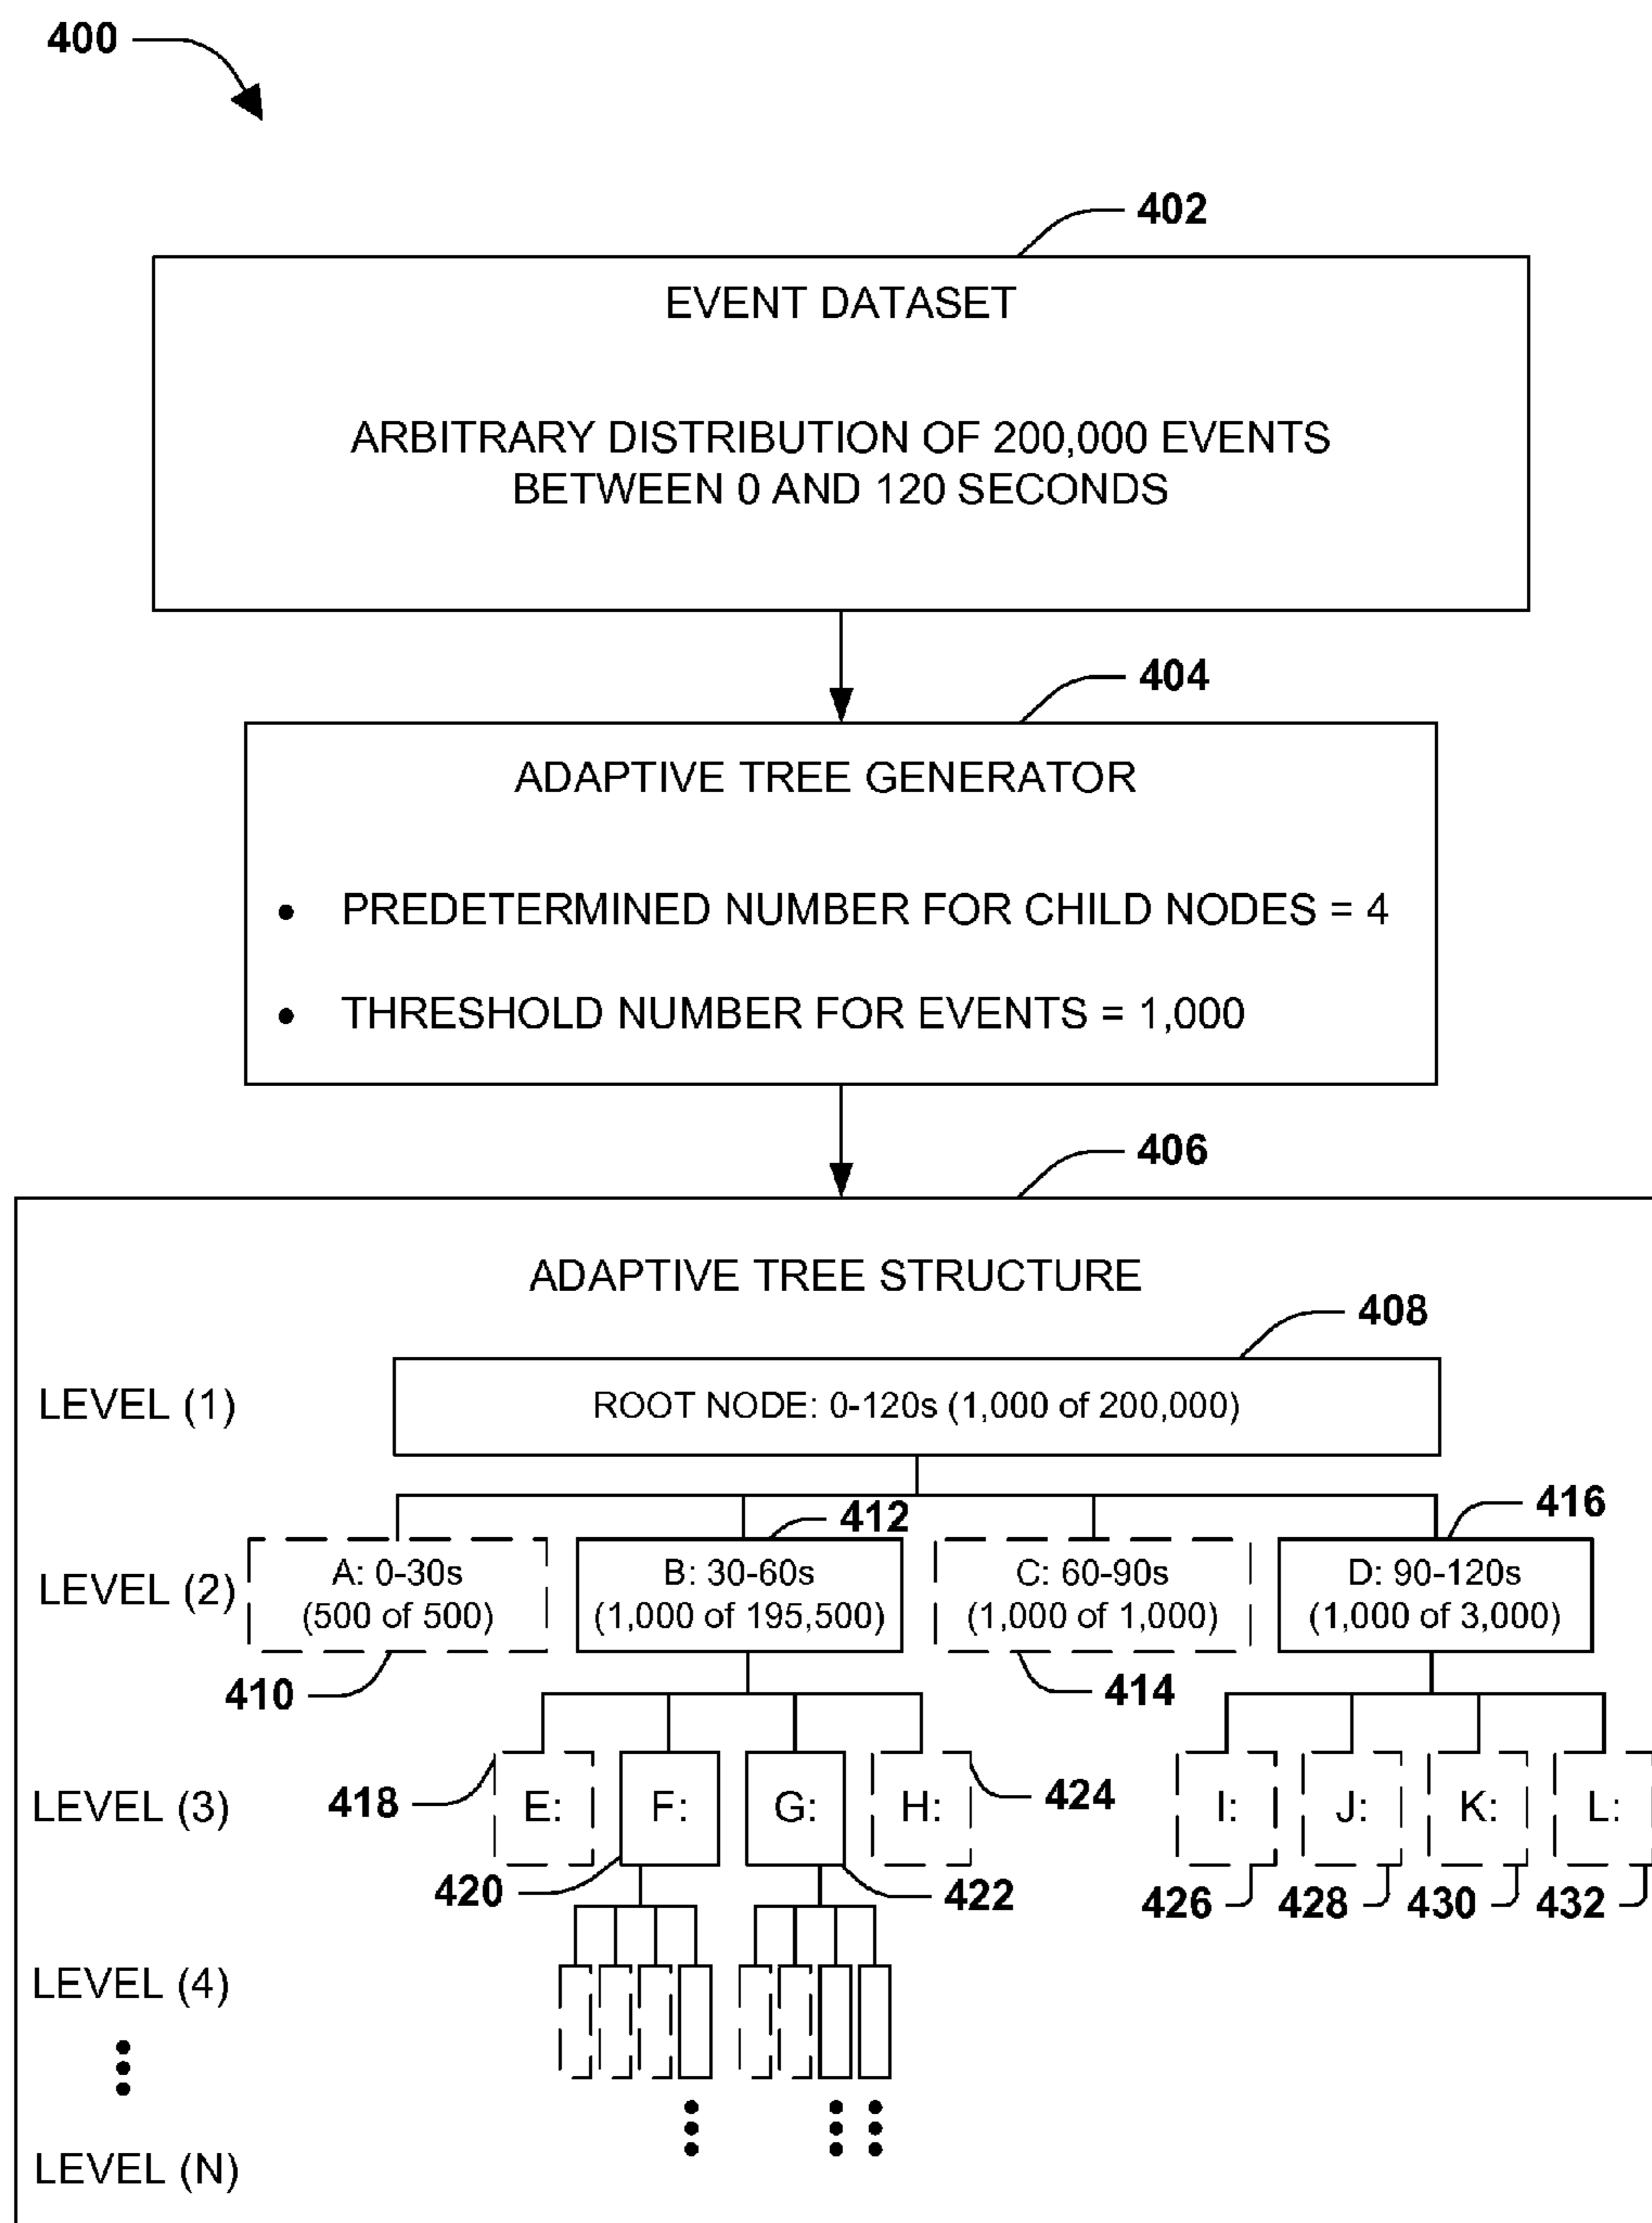 400
402
EVENT DATASET
ARBITRARY DISTRIBUTION OF 200,000 EVENTS
BETWEEN 0 AND 120 SECONDS
404
ADAPTIVE TREE GENERATOR
• PREDETERMINED NUMBER FOR CHILD NODES = 4
• THRESHOLD NUMBER FOR EVENTS = 1,000
406
ADAPTIVE TREE STRUCTURE
408
LEVEL (1)
ROOT NODE: 0-120s (1,000 of 200,000)
412
416
LEVEL (2)
A: 0-30s
(500 of 500)
B: 30-60s
(1,000 of 195,500)
C: 60-90s
(1,000 of 1,000)
D: 90-120s
(1,000 of 3,000)
410
414
LEVEL (3)
418
E:
F:
G:
H:
424
I:
J:
K:
L:
420
422
426
428
430
432
LEVEL (4)
LEVEL (N)